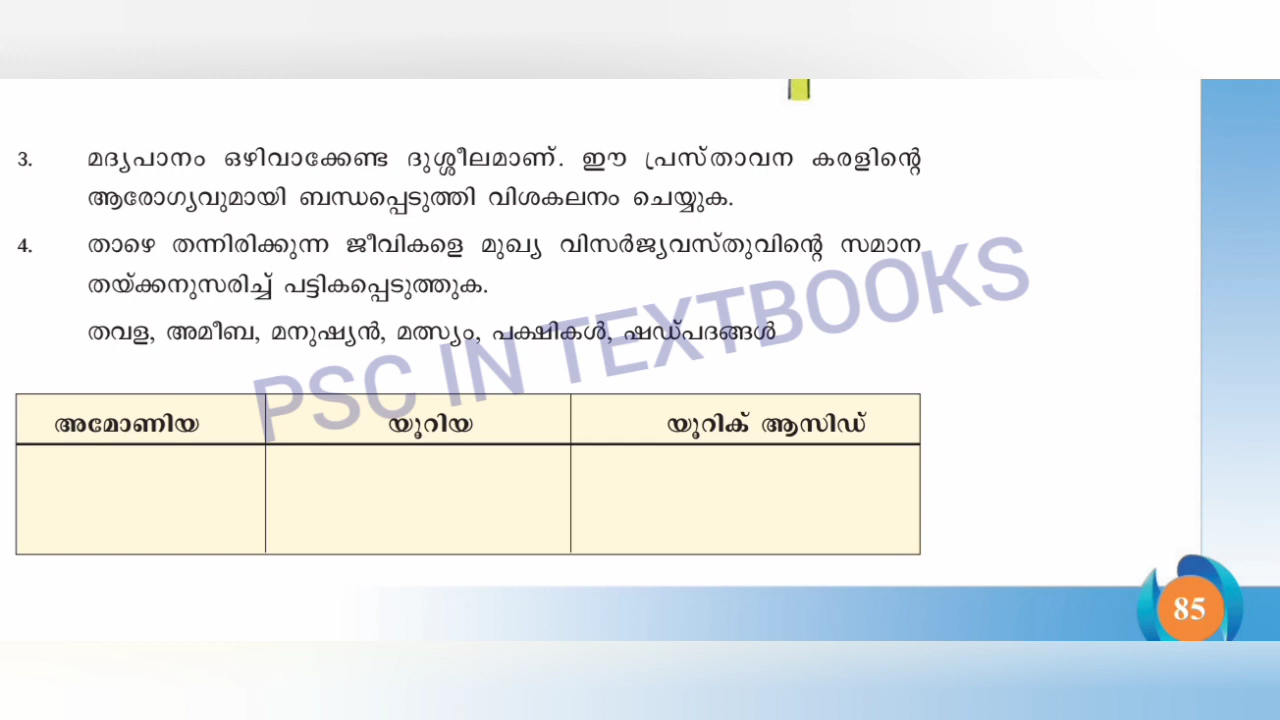 3. മദ്യപാനം ഒഴിവാക്കേണ്ട ദുശ്ശീലമാണ്. ഈ പ്രസ്താവന കരളിന്റെ
ആരോഗ്യവുമായി ബന്ധപ്പെടുത്തി വിശകലനം ചെയ്യുക.
4. താഴെ തന്നിരിക്കുന്ന ജീവികളെ മുഖ്യ വിസർജ്യവസ്തുവിന്റെ സമാന
തയ്ക്കനുസരിച്ച് പട്ടികപ്പെടുത്തുക.
തവള, അമീബ, മനുഷ്യൻ, മത്സ്യം, പക്ഷികൾ, ഷഡ്പദങ്ങൾ
PSC IN TEXTBOOKS
അമോണിയ യൂറിയ യൂറിക് ആസിഡ്
85